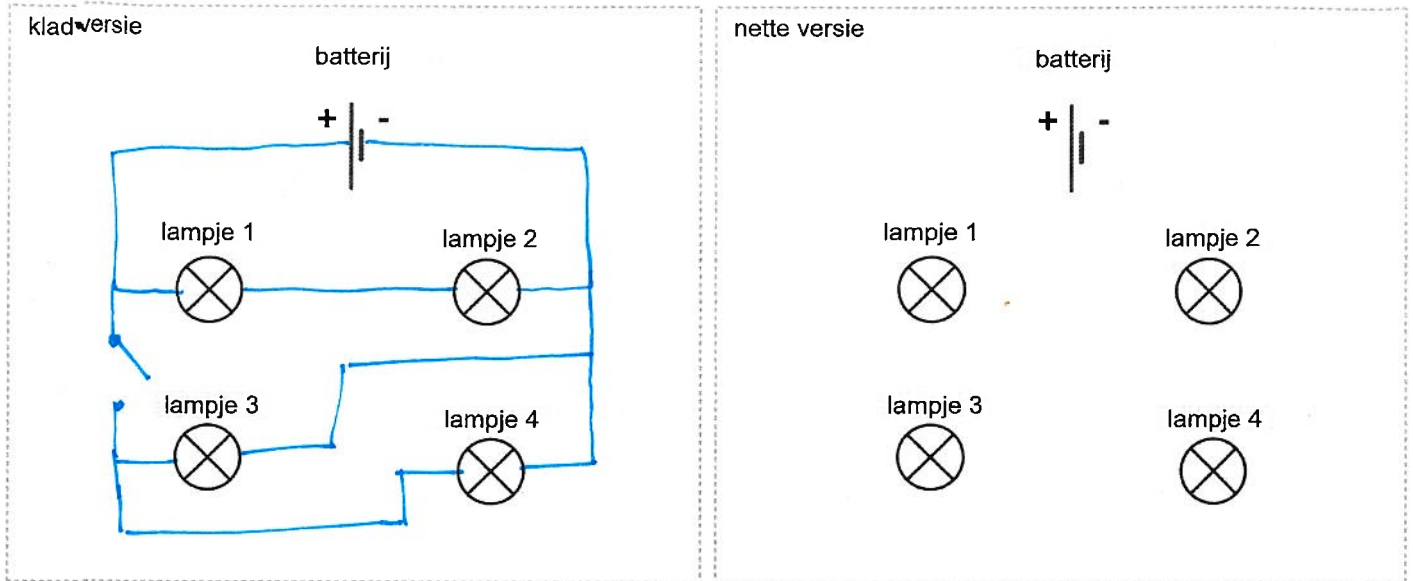 kladversie
batterij
+ -
lampje 1
lampje 2
lampje 3
lampje 4
nette versie
batterij
+ -
lampje 1
lampje 2
lampje 3
lampje 4